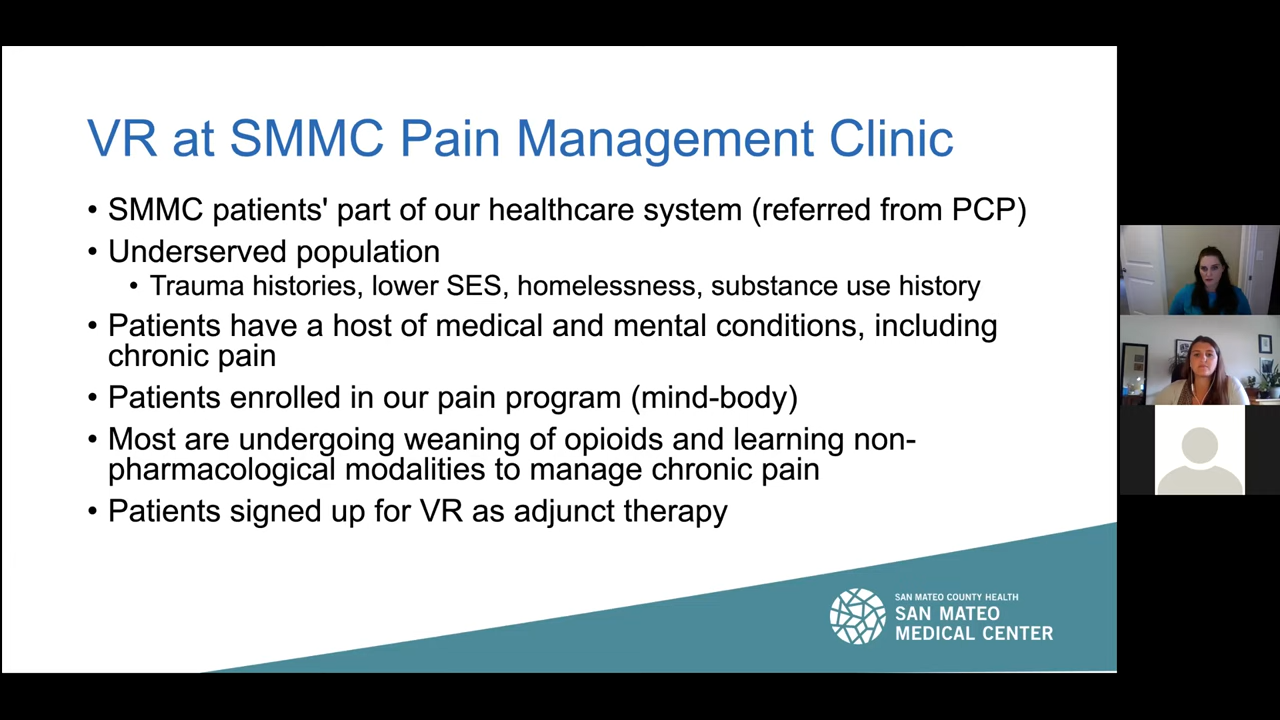 VR at SMMC Pain Management Clinic
• SMMC patients' part of our healthcare system (referred from PCP)
• Underserved population
• Trauma histories, lower SES, homelessness, substance use history
• Patients have a host of medical and mental conditions, including
chronic pain
• Patients enrolled in our pain program (mind-body)
• Most are undergoing weaning of opioids and learning non-
pharmacological modalities to manage chronic pain
• Patients signed up for VR as adjunct therapy
SAN MATEO COUNTY HEALTH
SAN MATEO
MEDICAL CENTER